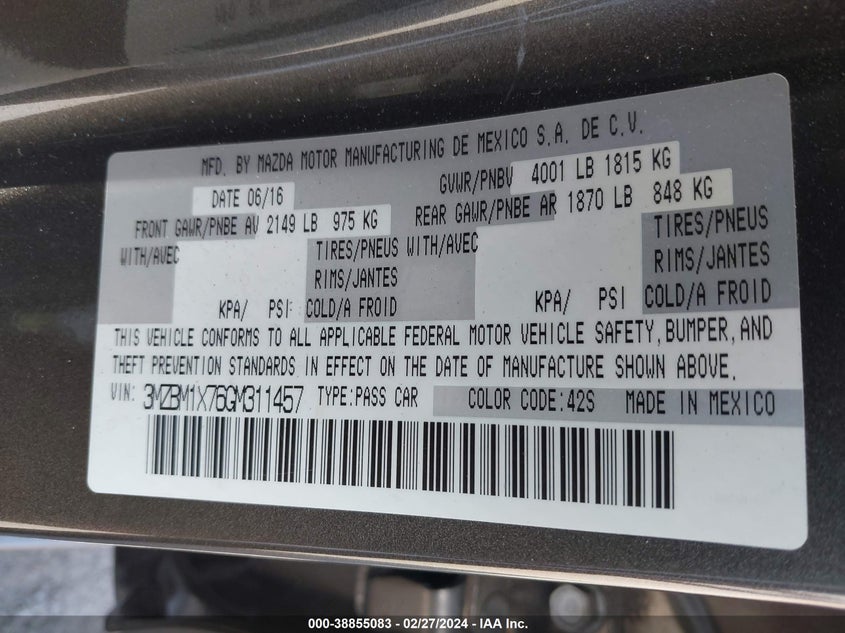 MFD. BY MAZDA MOTOR MANUFACTURING DE MEXICO S.A. DE C.V.
DATE 06/16 GVWR/PNBV 4001 LB 1815 KG
FRONT GAWR/PNBE AV 2149 LB 975 KG REAR GAWR/PNBE AR 1870 LB 848 KG
WITH/AVEC TIRES/PNEUS WITH/AVEC TIRES/PNEUS
RIMS/JANTES RIMS/JANTES
KPA/ PSI COLD/A FROID KPA/ PSI COLD/A FROID
THIS VEHICLE CONFORMS TO ALL APPLICABLE FEDERAL MOTOR VEHICLE SAFETY, BUMPER, AND
THEFT PREVENTION STANDARDS IN EFFECT ON THE DATE OF MANUFACTURE SHOWN ABOVE.
VIN: 3MZBM1X76GM311457 TYPE:PASS CAR COLOR CODE:42S MADE IN MEXICO
000-38855083 - 02/27/2024 - IAA Inc.